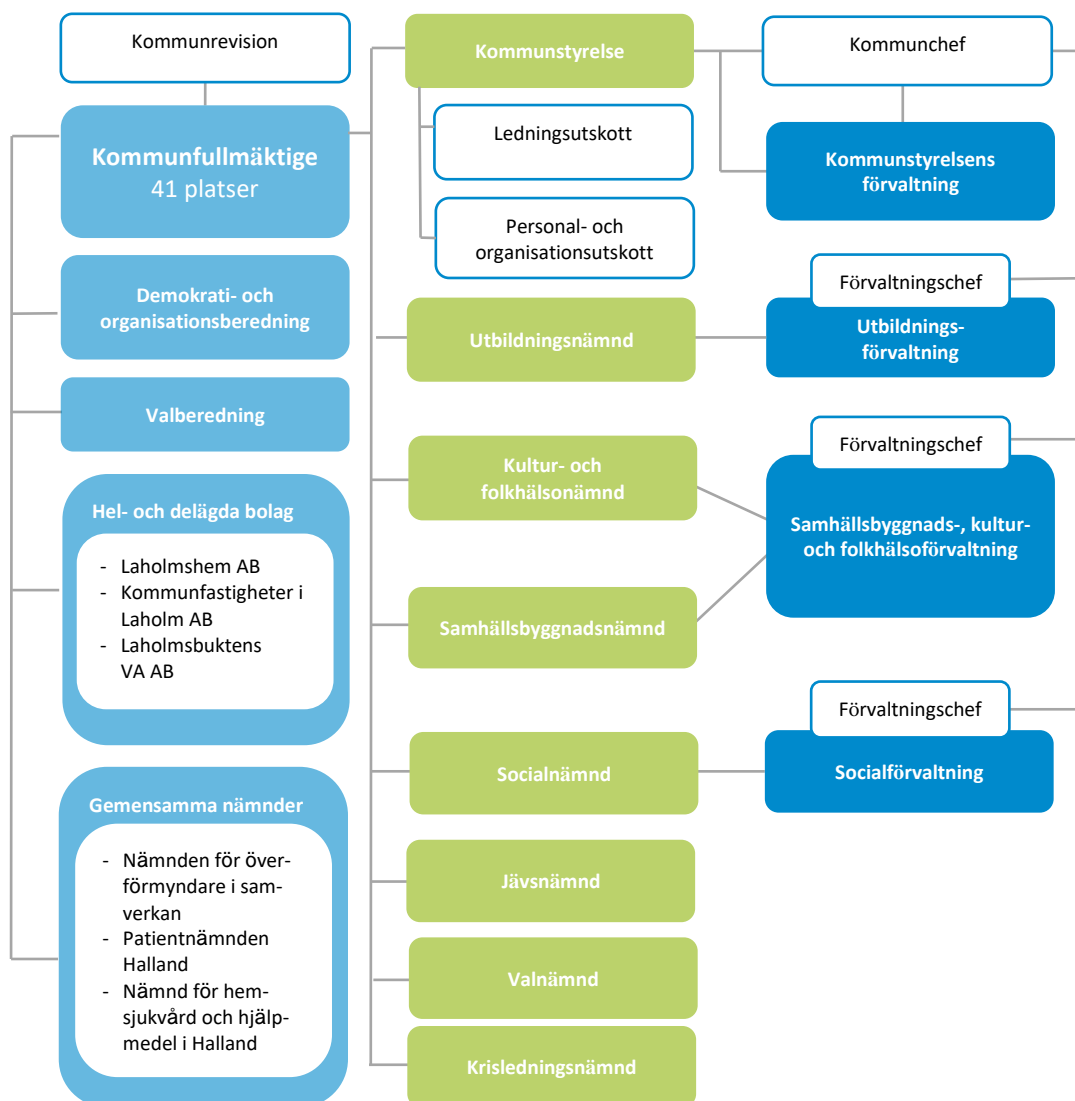 Kommunrevision
Kommunfullmäktige
41 platser
Demokrati- och
organisationsberedning
Valberedning
Hel- och delägda bolag
- Laholmshem AB
- Kommunfastigheter i
Laholm AB
- Laholmsbuktens
VA AB
Gemensamma nämnder
- Nämnden för över-
förmyndare i sam-
verkan
- Patientnämnden
Halland
- Nämnd för hem-
sjukvård och hjälp-
medel i Halland
Kommunstyrelse
Ledningsutskott
Personal- och
organisationsutskott
Utbildningsnämnd
Kultur- och
folkhälsonämnd
Samhällsbyggnadsnämnd
Socialnämnd
Jävsnämnd
Valnämnd
Krisledningsnämnd
Kommunchef
Kommunstyrelsens
förvaltning
Förvaltningschef
Utbildnings-
förvaltning
Förvaltningschef
Samhällsbyggnads-, kultur-
och folkhälsoförvaltning
Förvaltningschef
Socialförvaltning